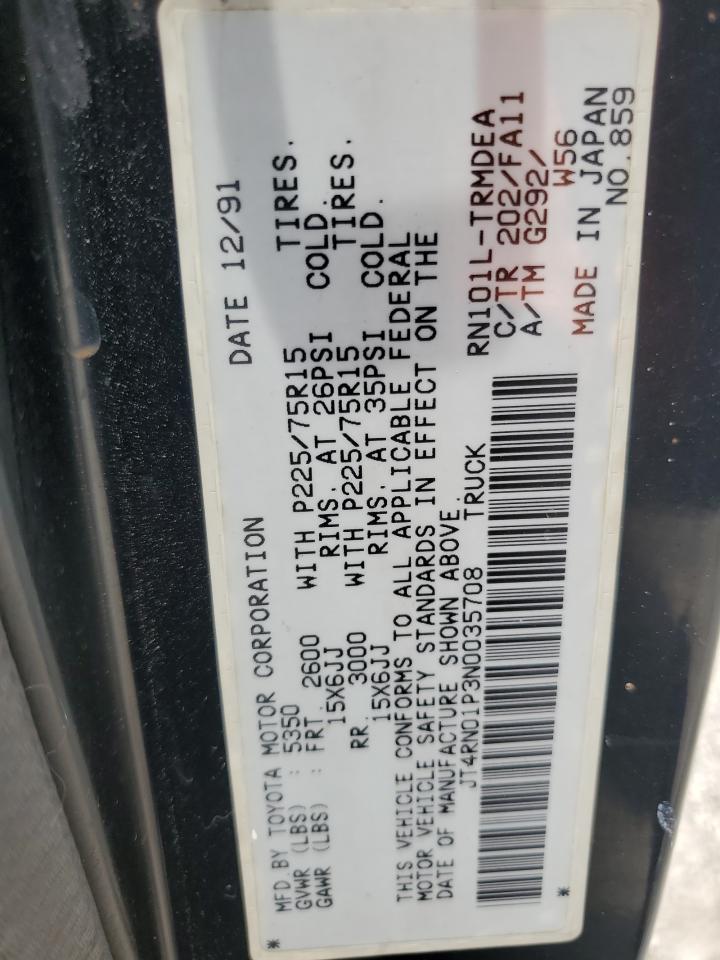 MFD.BY TOYOTA MOTOR CORPORATION DATE 12/91
GVWR (LBS) : 5350
GAWR (LBS) : FRT. 2600 WITH P225/75R15 TIRES.
15X6JJ RIMS. AT 26PSI COLD.
RR. 3000 WITH P225/75R15 TIRES.
15X6JJ RIMS. AT 35PSI COLD.
THIS VEHICLE CONFORMS TO ALL APPLICABLE FEDERAL
MOTOR VEHICLE SAFETY STANDARDS IN EFFECT ON THE
DATE OF MANUFACTURE SHOWN ABOVE.
JT4RN01P3N0035708 TRUCK
RN101L-TRMDEA
C/TR 202/FA11
A/TM G292/
W56
MADE IN JAPAN
NO.859
* *